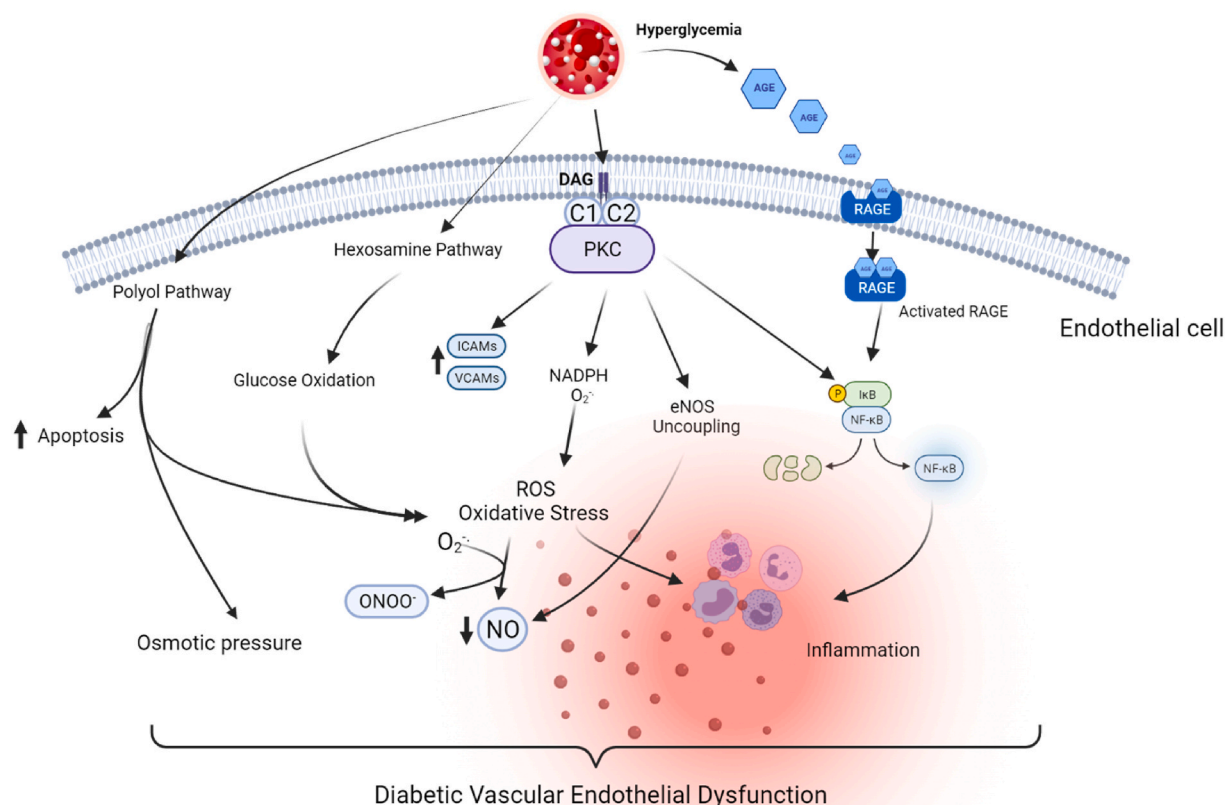 Hyperglycemia
AGE
AGE
AGE
AGE
RAGE
DAG
C1 C2
PKC
Hexosamine Pathway
Polyol Pathway
AGE AGE
RAGE
Activated RAGE
Endothelial cell
ICAMs
VCAMs
Glucose Oxidation
NADPH
O₂⁻·
eNOS
Uncoupling
P
IκB
NF-κB
Apoptosis
NF-κB
ROS
Oxidative Stress
O₂⁻·
ONOO⁻
NO
Osmotic pressure
Inflammation
Diabetic Vascular Endothelial Dysfunction